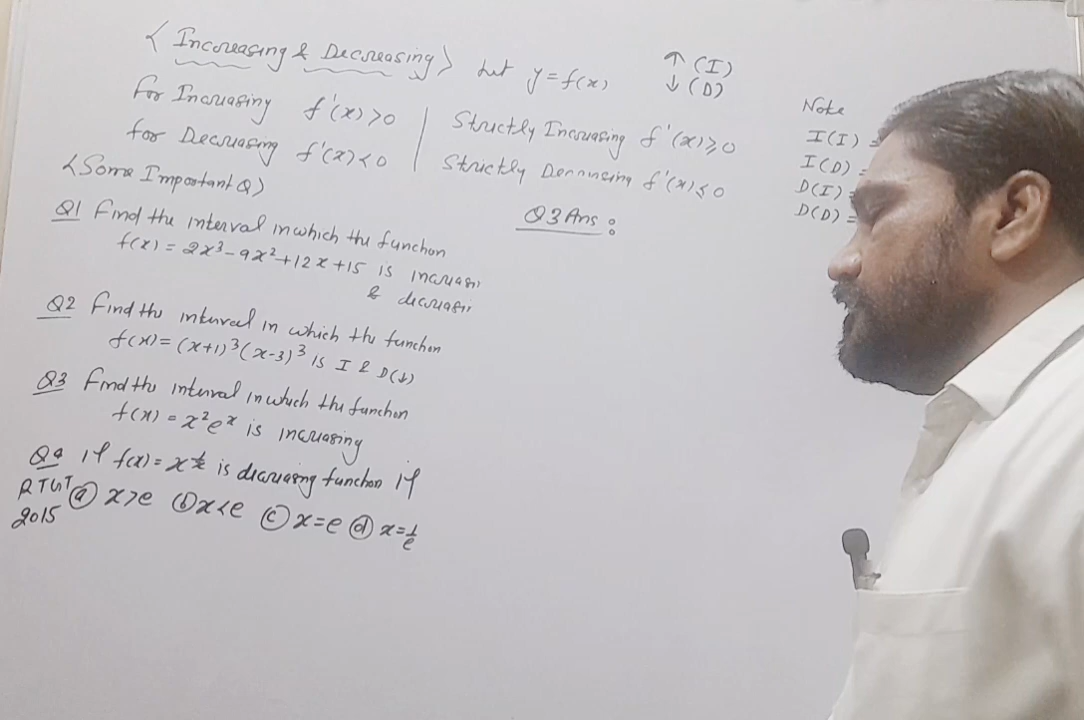 < Increasing & Decreasing > Let y = f(x) ↑ (I)
↓ (D)
for Increasing f'(x) > 0 | Strictly Increasing f'(x) ≥ 0
for Decreasing f'(x) < 0 | Strictly Decreasing f'(x) ≤ 0
< Some Important Q >
Q1 Find the interval in which the function
f(x) = 2x³ - 9x² + 12x + 15 is increasi
& decreasi
Q2 Find the interval in which the function
f(x) = (x+1)³(x-3)³ is I & D(↓)
Q3 Find the interval in which the function
f(x) = x²eˣ is increasing
Q4 if f(x) = x^1/x is decreasing function if
RTGT
2015 (a) x>e (b) x<e (c) x=e (d) x=1/e
Q3 Ans :
Note
I(I) =
I(D) =
D(I) =
D(D) =